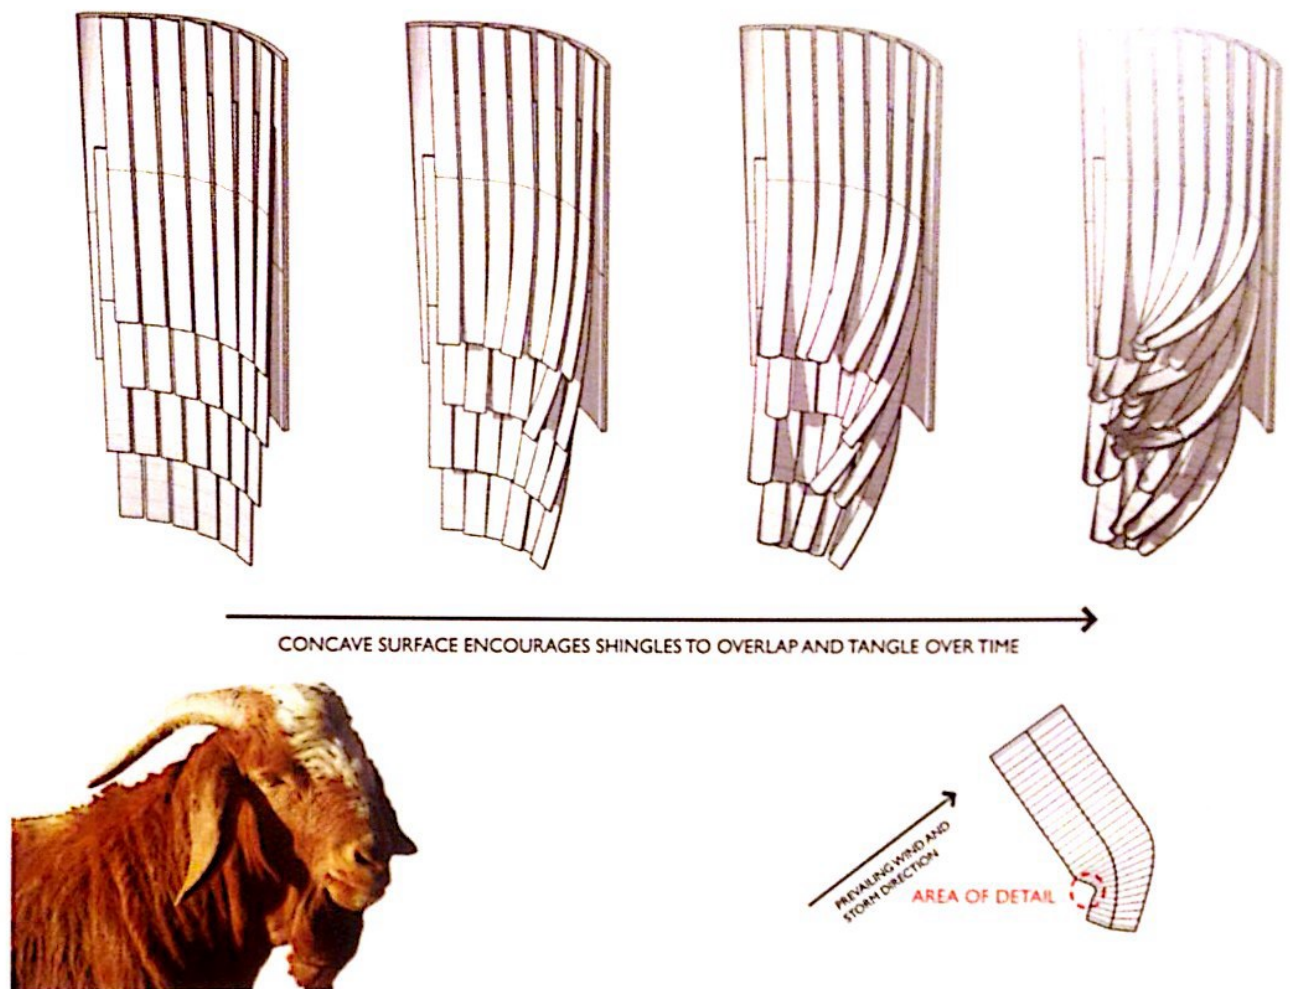 CONCAVE SURFACE ENCOURAGES SHINGLES TO OVERLAP AND TANGLE OVER TIME
PREVAILING WIND AND
STORM DIRECTION
AREA OF DETAIL